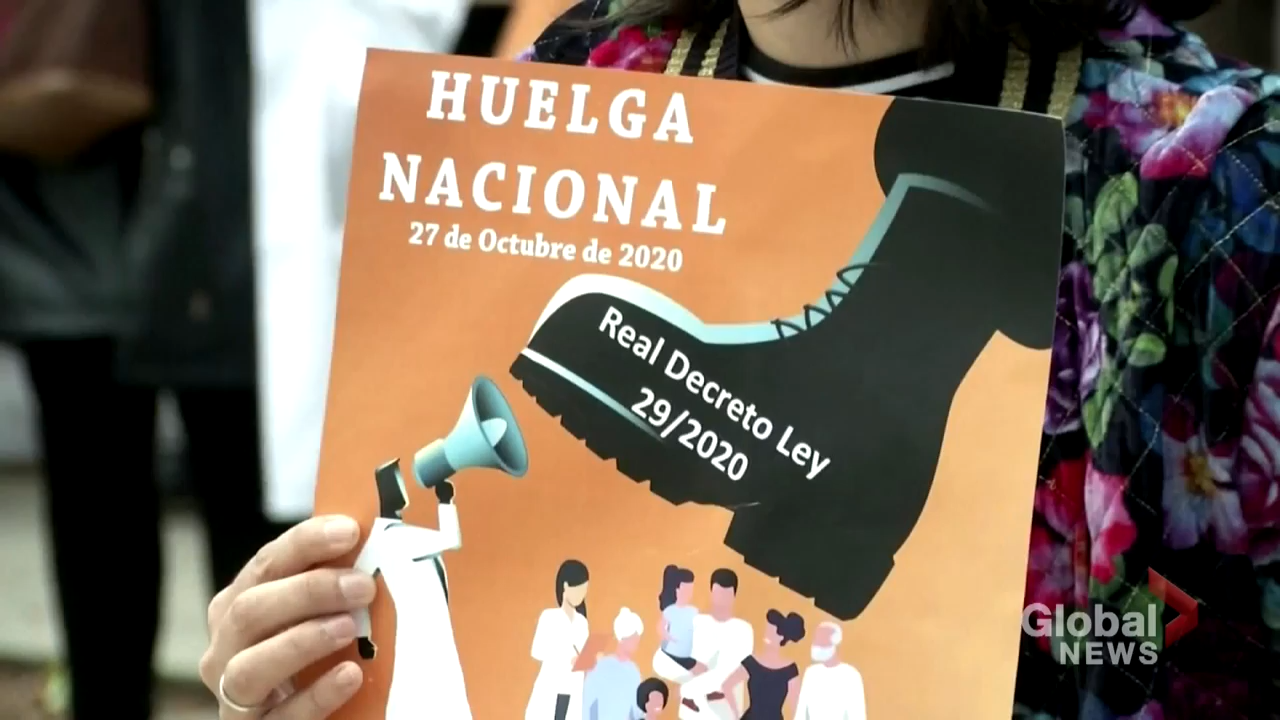 HUELGA
NACIONAL
27 de Octubre de 2020
Real Decreto Ley
29/2020
Global
NEWS